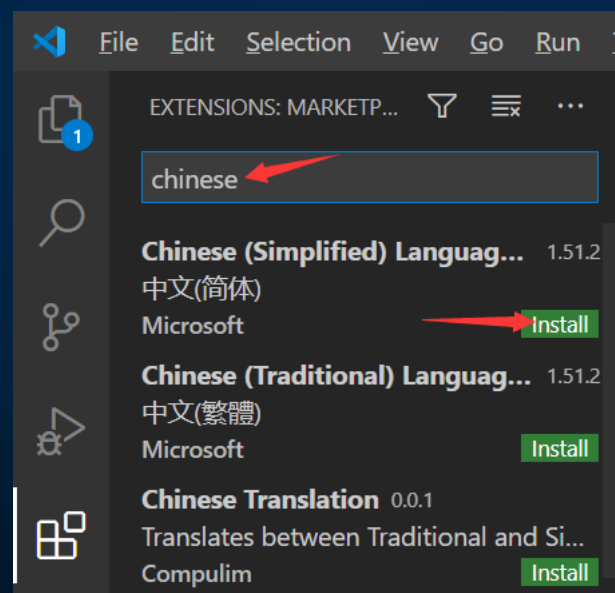 File Edit Selection View Go Run
EXTENSIONS: MARKETP...
1
chinese
Chinese (Simplified) Languag... 1.51.2
中文(简体)
Microsoft Install
Chinese (Traditional) Languag... 1.51.2
中文(繁體)
Microsoft Install
Chinese Translation 0.0.1
Translates between Traditional and Si...
Compulim Install